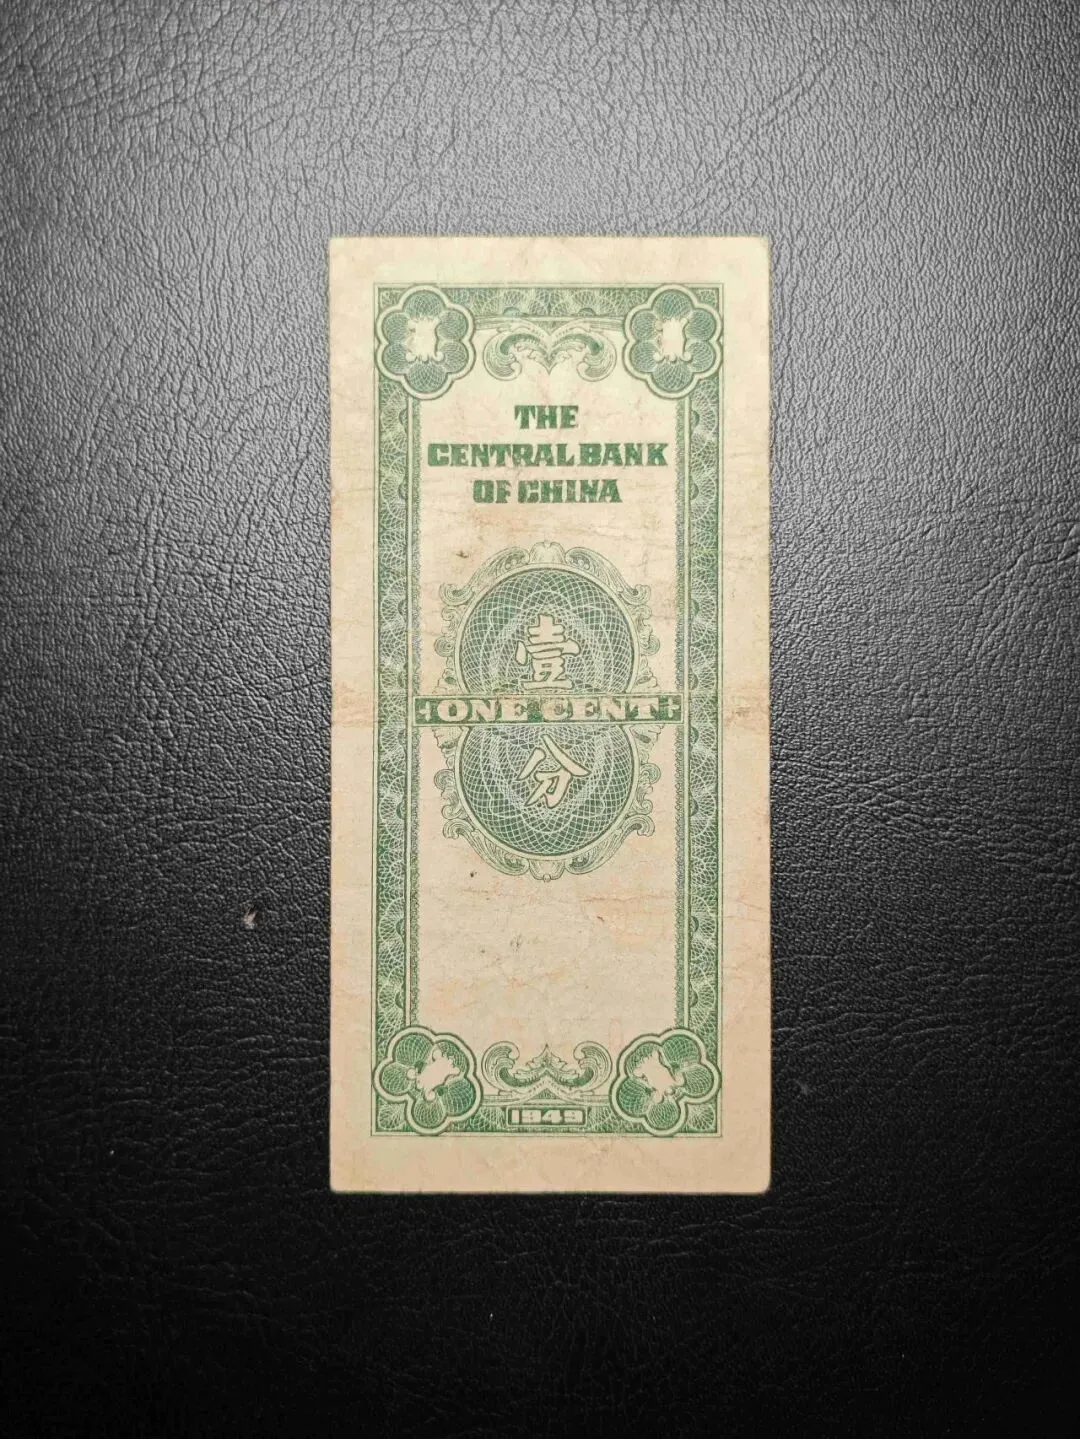 THE
CENTRAL BANK
OF CHINA
壹
ONE CENT
分
1949